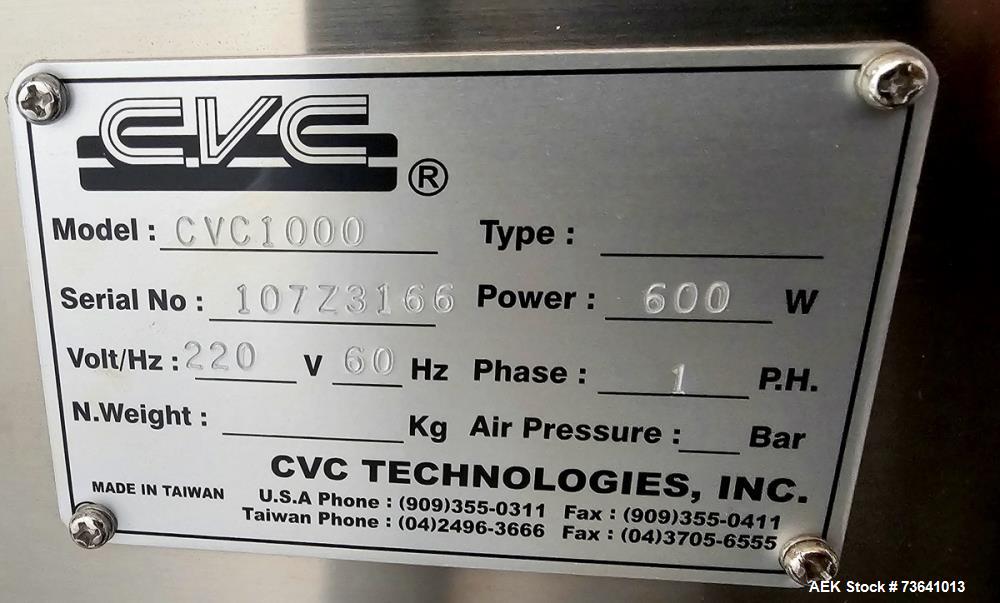 C.V.C ®
Model : CVC1000 Type :
Serial No : 107Z3166 Power : 600 W
Volt/Hz : 220 V 60 Hz Phase : 1 P.H.
N.Weight : Kg Air Pressure : Bar
CVC TECHNOLOGIES, INC.
MADE IN TAIWAN U.S.A Phone : (909)355-0311 Fax : (909)355-0411
Taiwan Phone : (04)2496-3666 Fax : (04)3705-6555
AEK Stock # 73641013